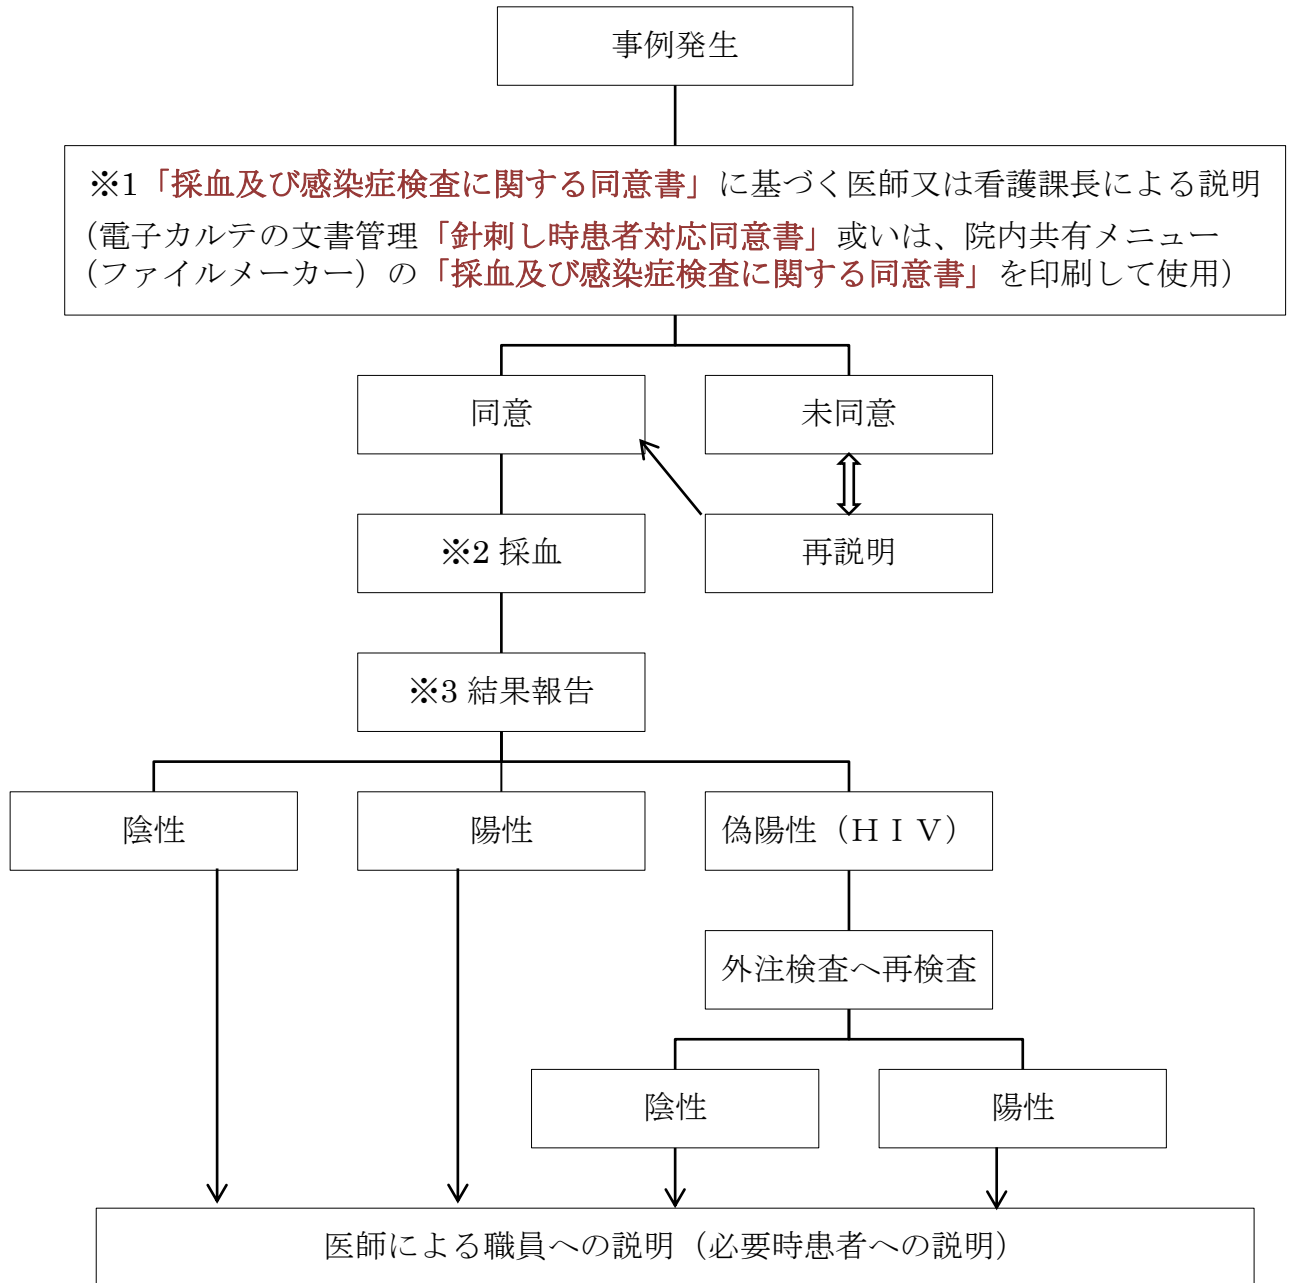 事例発生
※1「採血及び感染症検査に関する同意書」に基づく医師又は看護課長による説明
（電子カルテの文書管理「針刺し時患者対応同意書」或いは、院内共有メニュー
（ファイルメーカー）の「採血及び感染症検査に関する同意書」を印刷して使用）
同意
未同意
※2 採血
再説明
※3 結果報告
陰性
陽性
偽陽性（ＨＩＶ）
外注検査へ再検査
陰性
陽性
医師による職員への説明（必要時患者への説明）